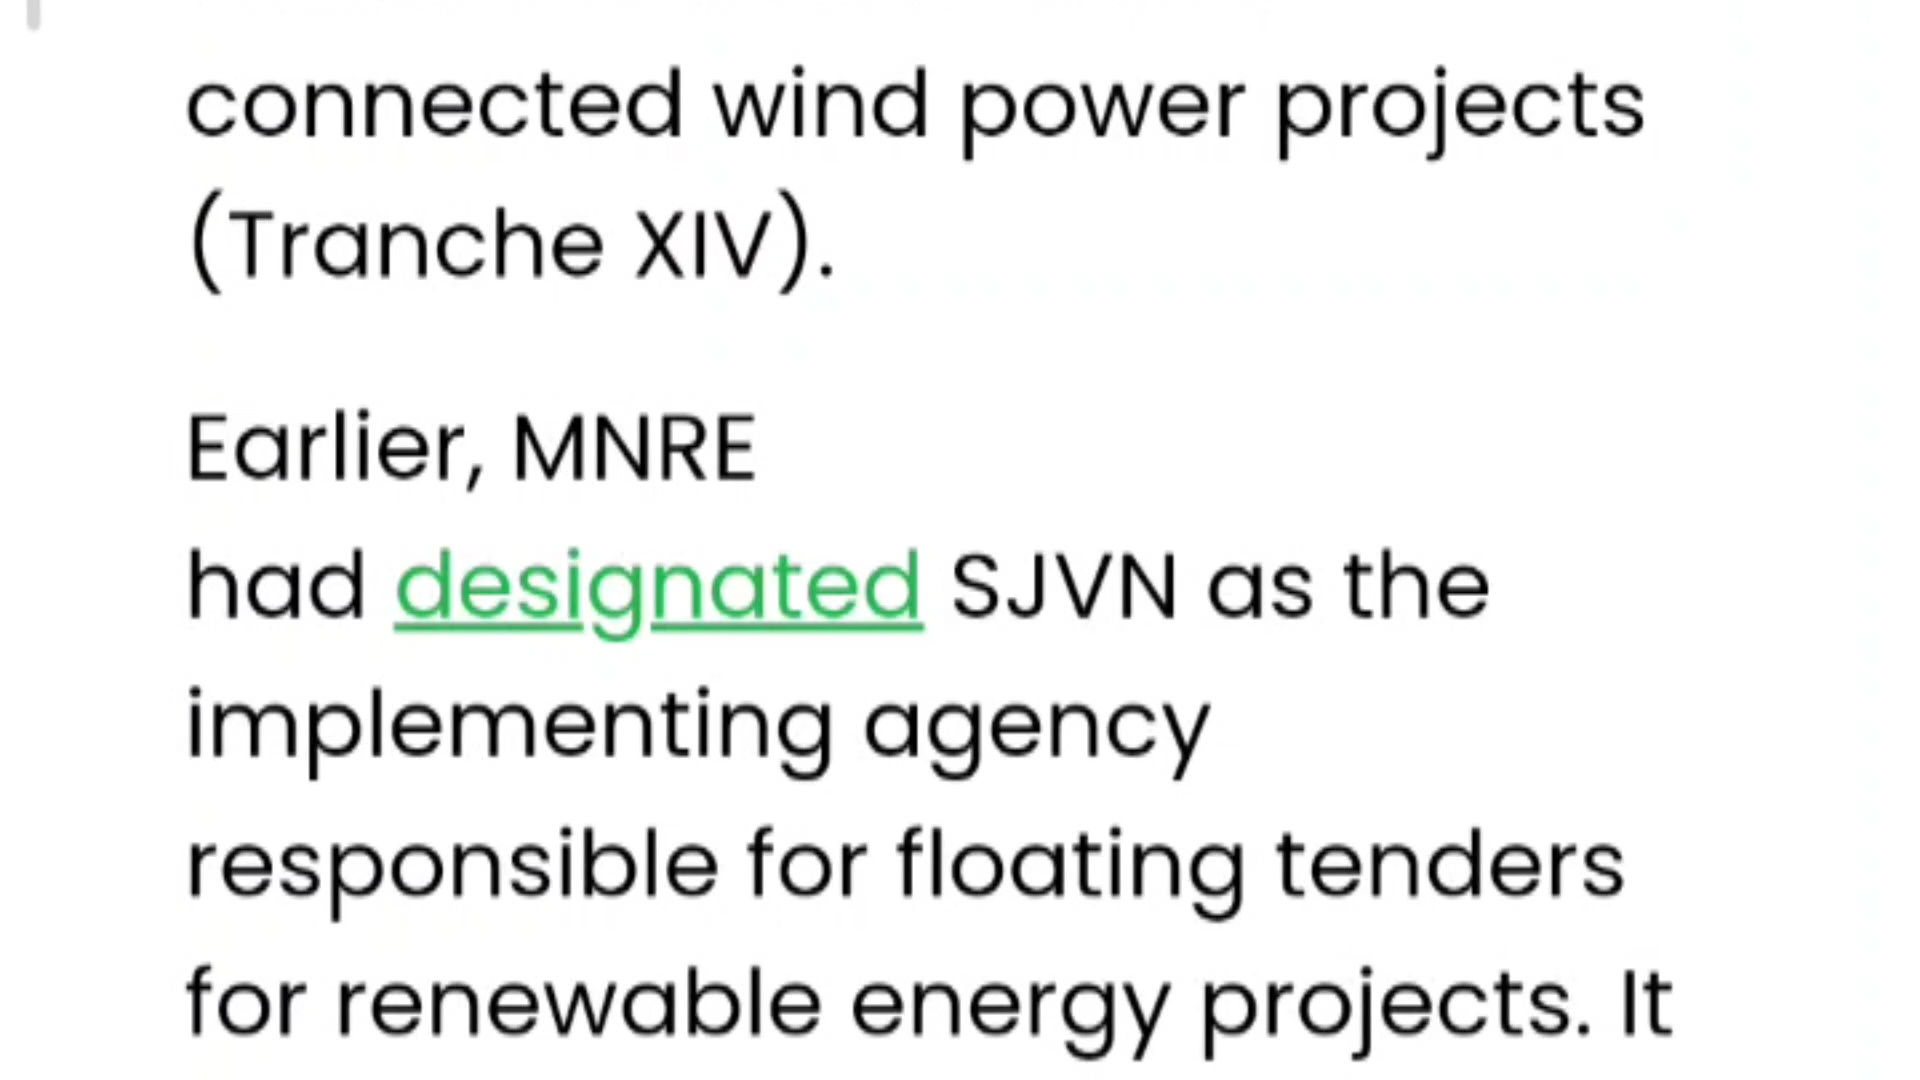 connected wind power projects
(Tranche XIV).
Earlier, MNRE
had designated SJVN as the
implementing agency
responsible for floating tenders
for renewable energy projects. It